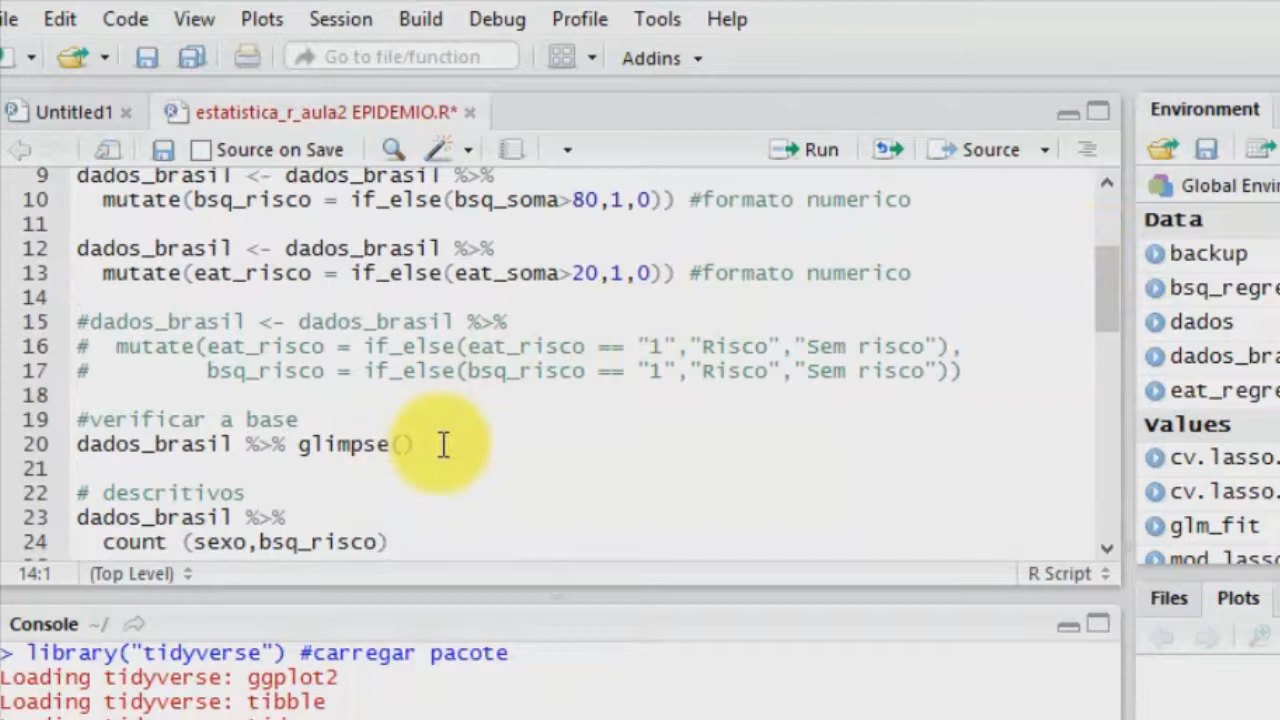 ile Edit Code View Plots Session Build Debug Profile Tools Help
Go to file/function Addins
Untitled1 estatistica_r_aula2 EPIDEMIO.R*
Source on Save Run Source
9 dados_brasil <- dados_brasil %>%
10 mutate(bsq_risco = if_else(bsq_soma>80,1,0)) #formato numerico
11
12 dados_brasil <- dados_brasil %>%
13 mutate(eat_risco = if_else(eat_soma>20,1,0)) #formato numerico
14
15 #dados_brasil <- dados_brasil %>%
16 # mutate(eat_risco = if_else(eat_risco == "1","Risco","Sem risco"),
17 # bsq_risco = if_else(bsq_risco == "1","Risco","Sem risco"))
18
19 #verificar a base
20 dados_brasil %>% glimpse()
21
22 # descritivos
23 dados_brasil %>%
24 count (sexo,bsq_risco)
14:1 (Top Level) R Script
Console ~/
> library("tidyverse") #carregar pacote
Loading tidyverse: ggplot2
Loading tidyverse: tibble
Environment
Global Envi
Data
backup
bsq_regre
dados
dados_bra
eat_regre
Values
cv.lasso.
cv.lasso.
glm_fit
mod_lasso
Files Plots